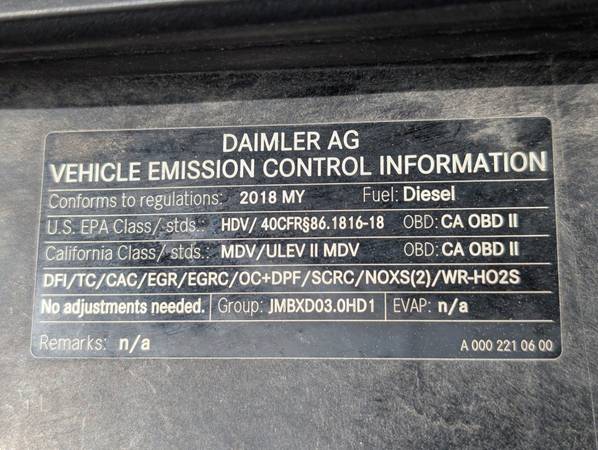 DAIMLER AG
VEHICLE EMISSION CONTROL INFORMATION
Conforms to regulations: 2018 MY Fuel: Diesel
U.S. EPA Class/ stds.: HDV/ 40CFR§86.1816-18 OBD: CA OBD II
California Class/ stds.: MDV/ULEV II MDV OBD: CA OBD II
DFI/TC/CAC/EGR/EGRC/OC+DPF/SCRC/NOXS(2)/WR-HO2S
No adjustments needed. Group: JMBXD03.0HD1 EVAP: n/a
Remarks: n/a A 000 221 06 00